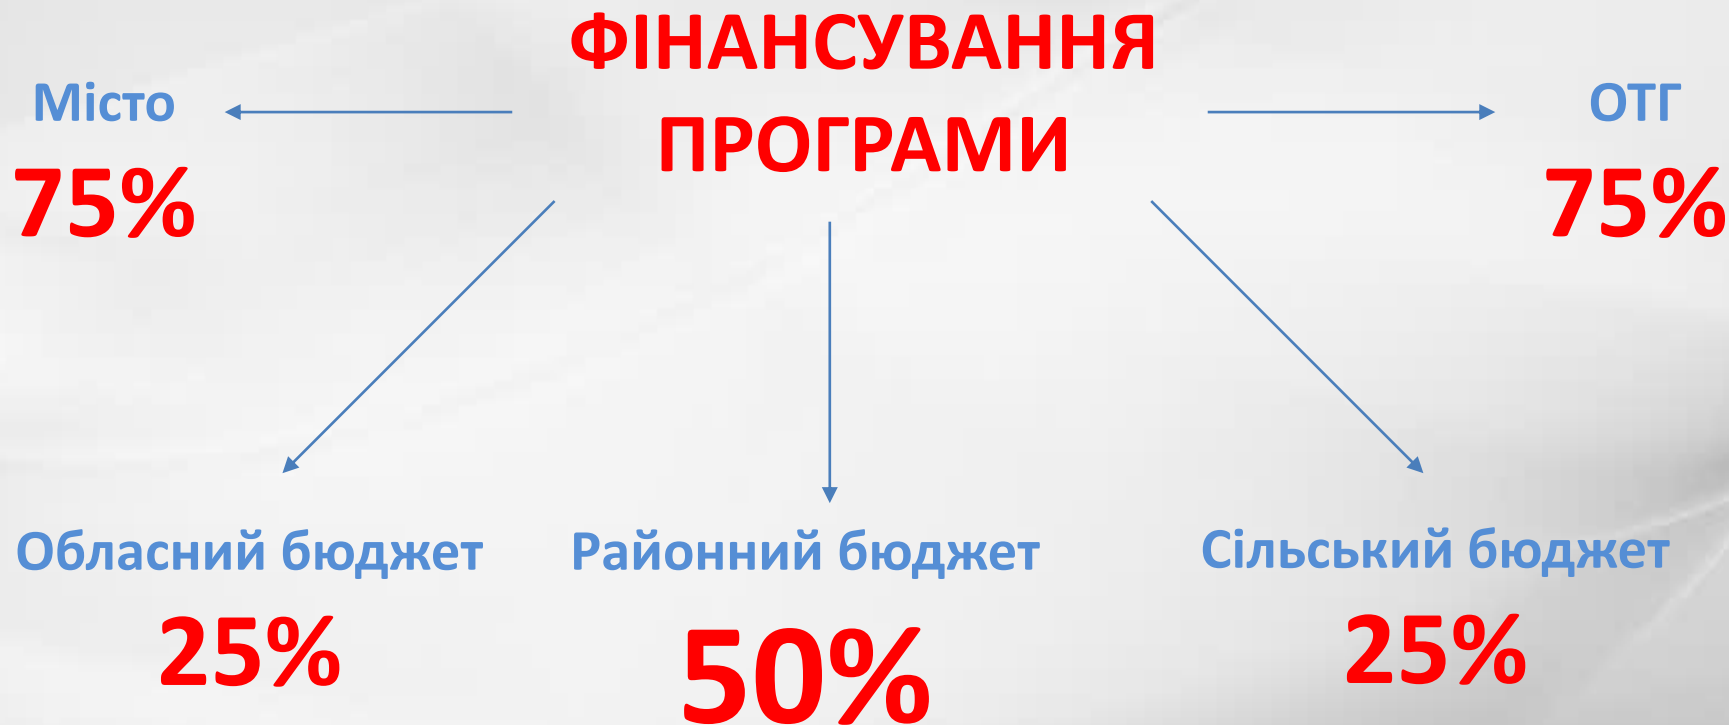 ФІНАНСУВАННЯ
ПРОГРАМИ
Місто
75%
ОТГ
75%
Обласний бюджет
25%
Районний бюджет
50%
Сільський бюджет
25%